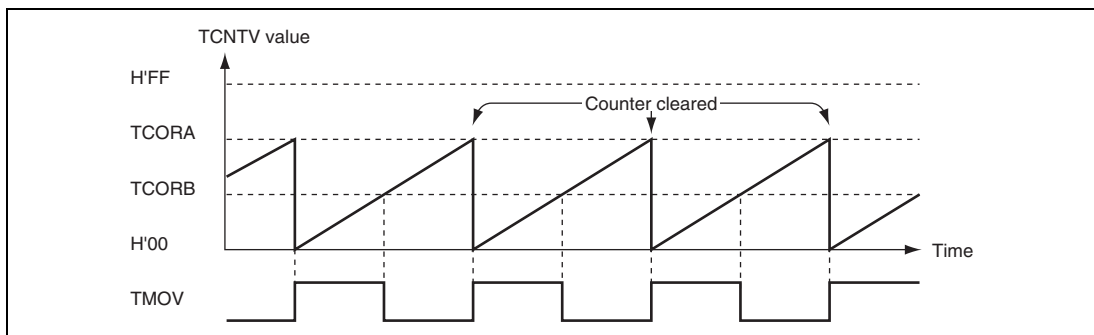 TCNTV value
H'FF
Counter cleared
TCORA
TCORB
H'00
Time
TMOV